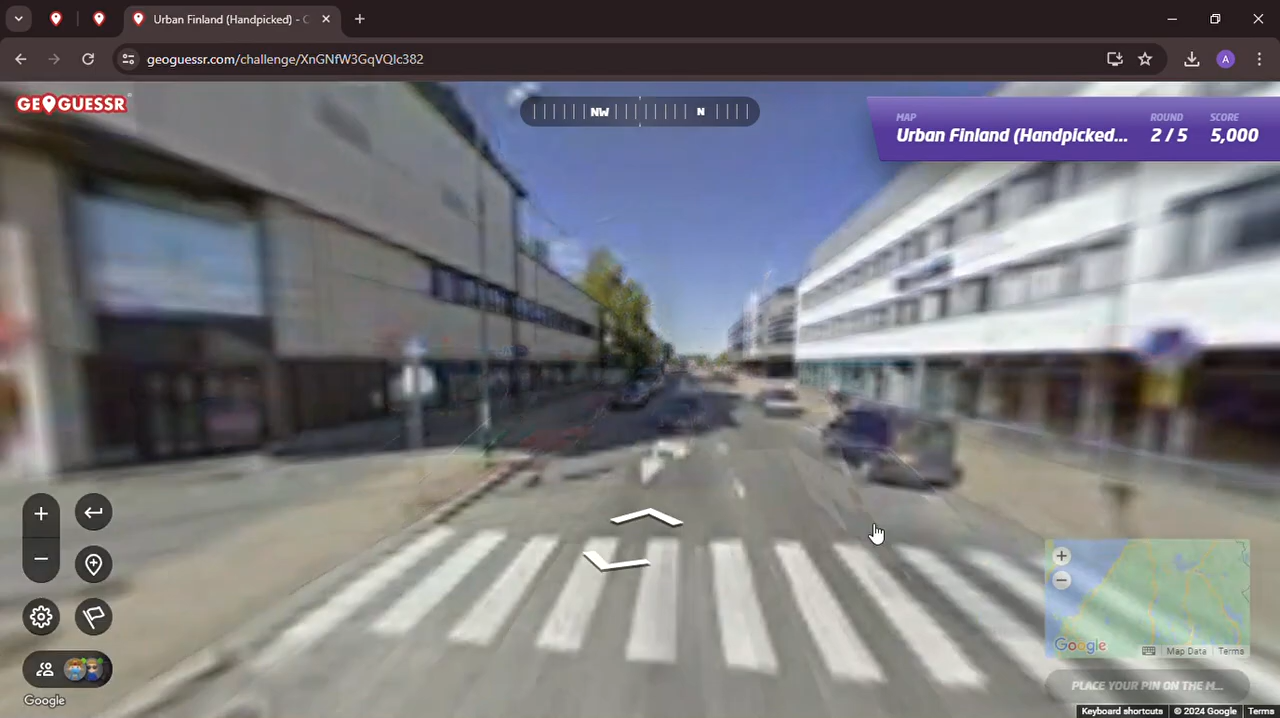 Urban Finland (Handpicked) - G
geoguessr.com/challenge/XnGNfW3GqVQIc382
A
GEOGUESSR
NW N
MAP ROUND SCORE
Urban Finland (Handpicked... 2 / 5 5,000
Google
Map Data Terms
PLACE YOUR PIN ON THE M...
Google
Keyboard shortcuts © 2024 Google Terms